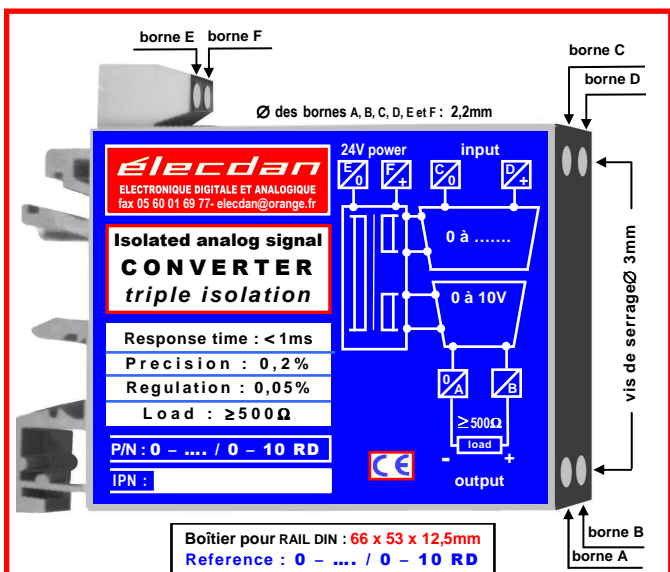 borne E borne F
borne C
borne D
Ø des bornes A, B, C, D, E et F : 2,2mm
24V power input
E/0 F/+ C/0 D/+
élecdan
ELECTRONIQUE DIGITALE ET ANALOGIQUE
fax 05 60 01 69 77- elecdan@orange.fr
0 à .......
Isolated analog signal
CONVERTER
triple isolation
0 à 10V
vis de serrageØ 3mm
Response time : < 1ms
Precision : 0,2%
Regulation : 0,05%
Load : ≥500Ω
0/A /B
≥500Ω
load
- +
output
P/N : 0 – .... / 0 – 10 RD
IPN :
CE
borne B
borne A
Boîtier pour RAIL DIN : 66 x 53 x 12,5mm
Reference : 0 – .... / 0 – 10 RD